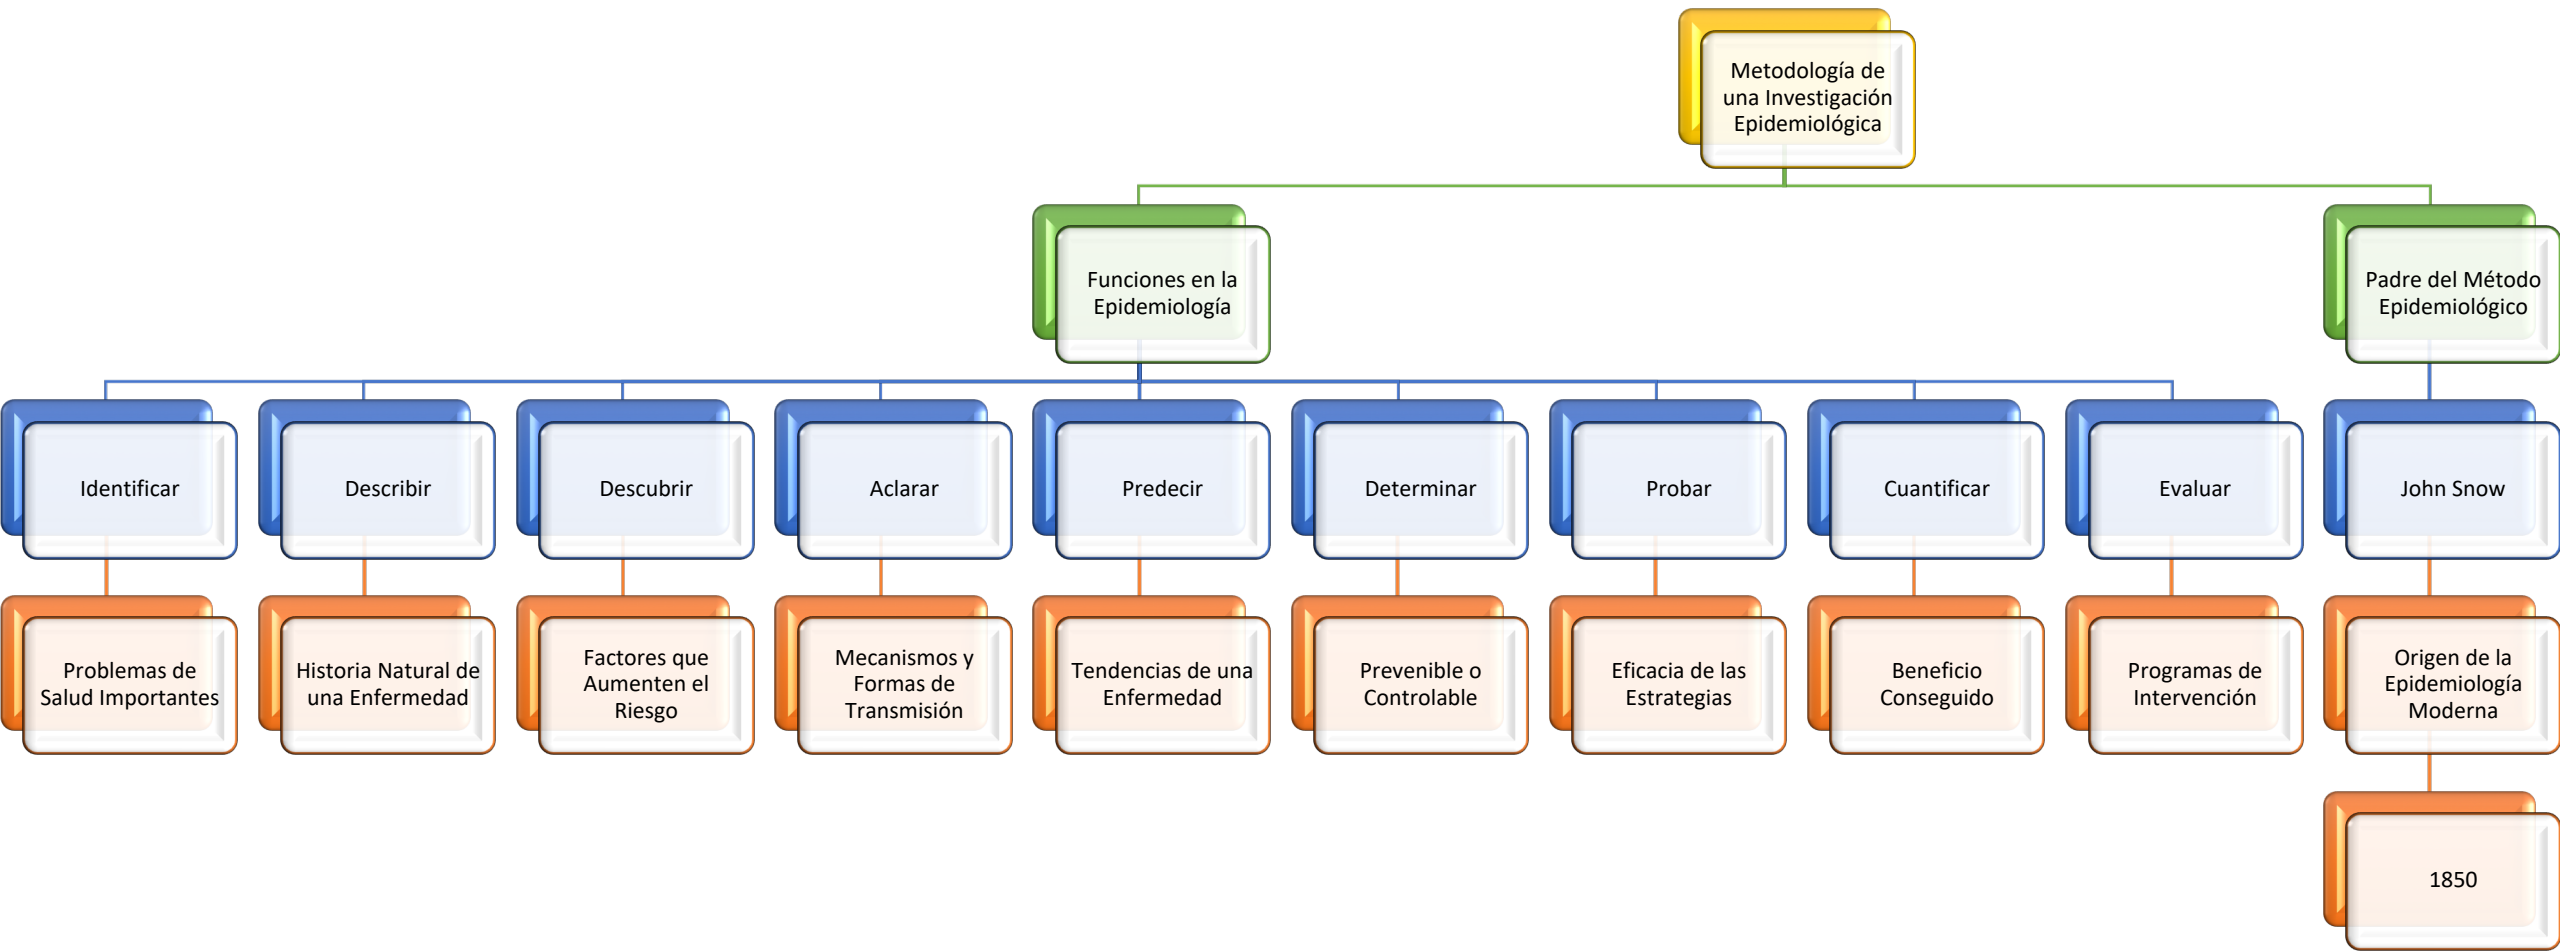 Metodología de
una Investigación
Epidemiológica
Funciones en la
Epidemiología
Padre del Método
Epidemiológico
Identificar
Describir
Descubrir
Aclarar
Predecir
Determinar
Probar
Cuantificar
Evaluar
John Snow
Problemas de
Salud Importantes
Historia Natural de
una Enfermedad
Factores que
Aumenten el
Riesgo
Mecanismos y
Formas de
Transmisión
Tendencias de una
Enfermedad
Prevenible o
Controlable
Eficacia de las
Estrategias
Beneficio
Conseguido
Programas de
Intervención
Origen de la
Epidemiología
Moderna
1850